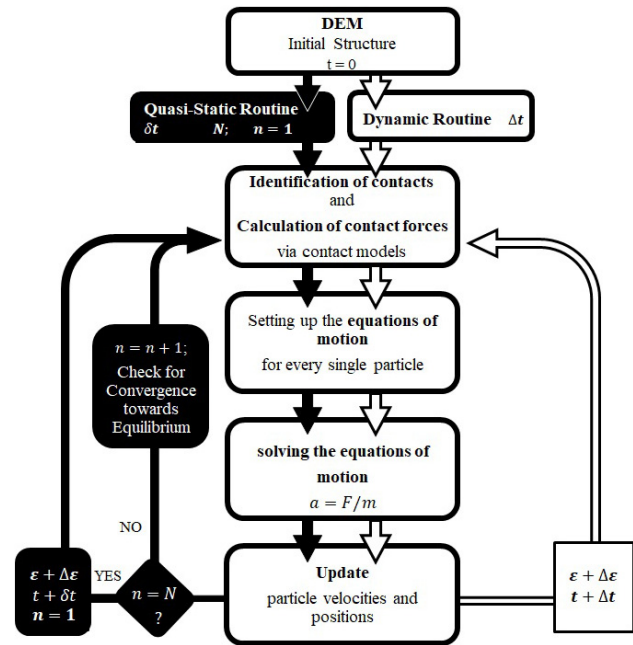 DEM
Initial Structure
t = 0
Quasi-Static Routine
δt N; n = 1
Dynamic Routine Δt
Identification of contacts
and
Calculation of contact forces
via contact models
Setting up the equations of
motion
for every single particle
n = n + 1;
Check for
Convergence
towards
Equilibrium
solving the equations of
motion
a = F/m
NO
YES
ε + Δε
t + δt
n = 1
n = N
?
Update
particle velocities and
positions
ε + Δε
t + Δt